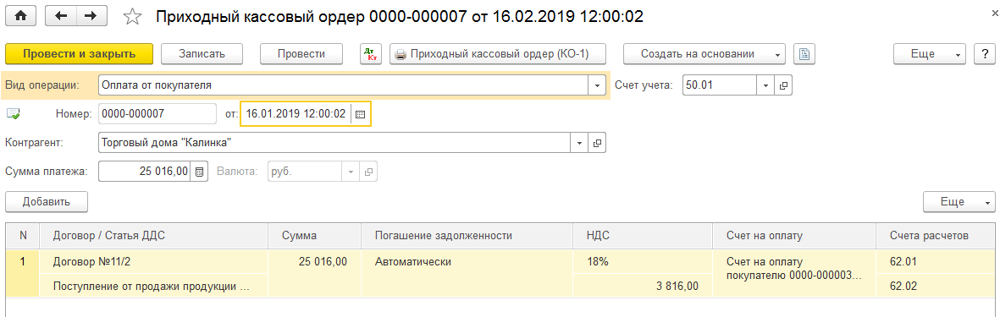 Приходный кассовый ордер 0000-000007 от 16.02.2019 12:00:02
Провести и закрыть Записать Провести Дт Кт Приходный кассовый ордер (КО-1) Создать на основании Еще ?
Вид операции: Оплата от покупателя Счет учета: 50.01
Номер: 0000-000007 от: 16.01.2019 12:00:02
Контрагент: Торговый дома "Калинка"
Сумма платежа: 25 016,00 Валюта: руб.
Добавить Еще
N Договор / Статья ДДС Сумма Погашение задолженности НДС Счет на оплату Счета расчетов
1 Договор №11/2 25 016,00 Автоматически 18% Счет на оплату 62.01
покупателю 0000-000003...
Поступление от продажи продукции ... 3 816,00 62.02